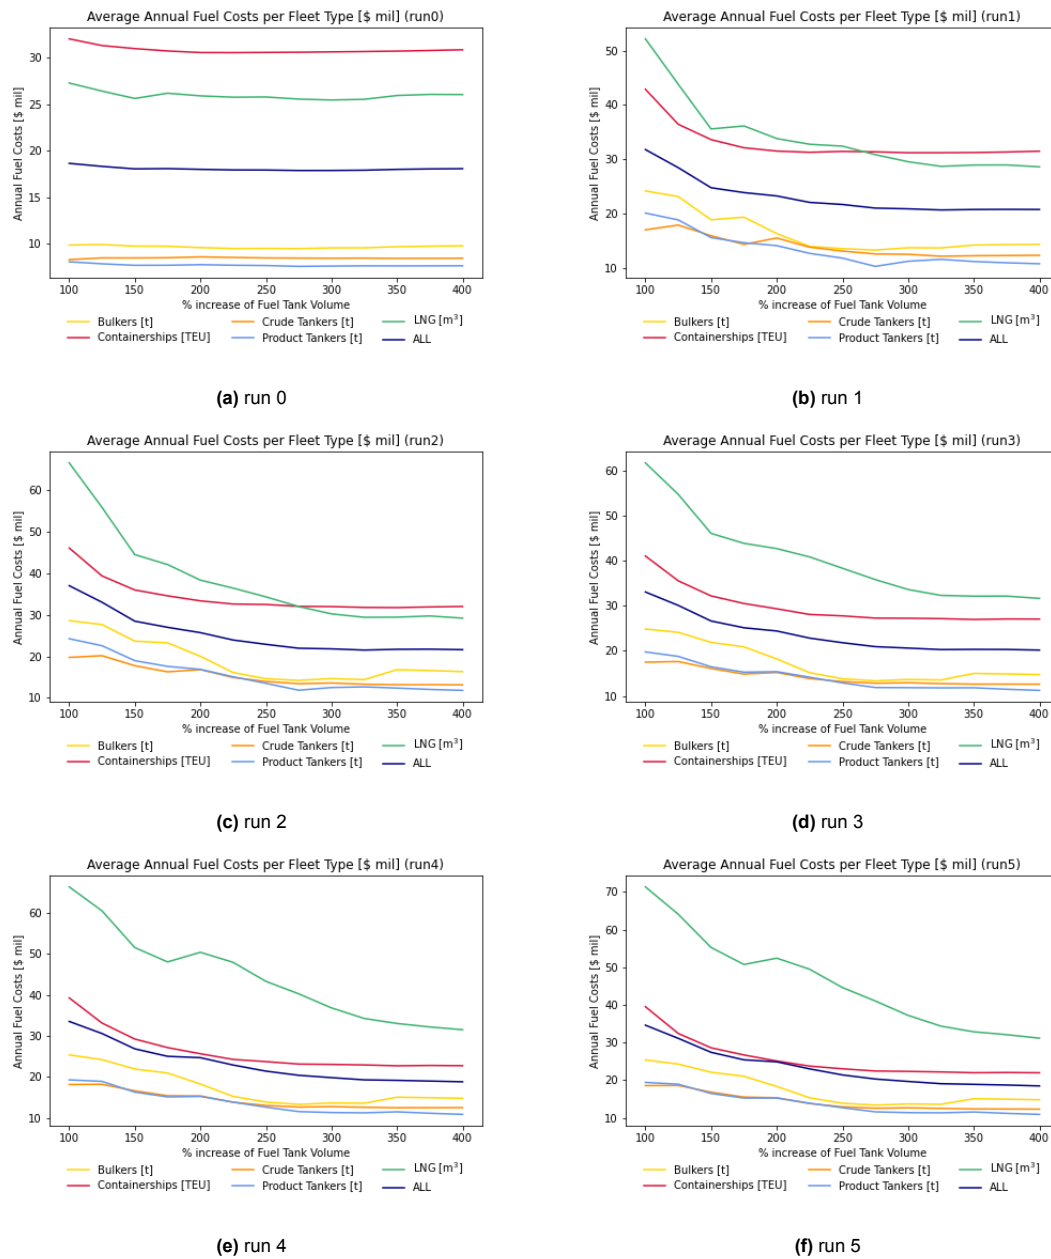 Average Annual Fuel Costs per Fleet Type [$ mil] (run0)
Annual Fuel Costs [$ mil]
30
25
20
15
10
100 150 200 250 300 350 400
% increase of Fuel Tank Volume
Bulkers [t] Crude Tankers [t] LNG [m³]
Containerships [TEU] Product Tankers [t] ALL
(a) run 0
Average Annual Fuel Costs per Fleet Type [$ mil] (run1)
Annual Fuel Costs [$ mil]
50
40
30
20
10
100 150 200 250 300 350 400
% increase of Fuel Tank Volume
Bulkers [t] Crude Tankers [t] LNG [m³]
Containerships [TEU] Product Tankers [t] ALL
(b) run 1
Average Annual Fuel Costs per Fleet Type [$ mil] (run2)
Annual Fuel Costs [$ mil]
60
50
40
30
20
10
100 150 200 250 300 350 400
% increase of Fuel Tank Volume
Bulkers [t] Crude Tankers [t] LNG [m³]
Containerships [TEU] Product Tankers [t] ALL
(c) run 2
Average Annual Fuel Costs per Fleet Type [$ mil] (run3)
Annual Fuel Costs [$ mil]
60
50
40
30
20
10
100 150 200 250 300 350 400
% increase of Fuel Tank Volume
Bulkers [t] Crude Tankers [t] LNG [m³]
Containerships [TEU] Product Tankers [t] ALL
(d) run 3
Average Annual Fuel Costs per Fleet Type [$ mil] (run4)
Annual Fuel Costs [$ mil]
60
50
40
30
20
10
100 150 200 250 300 350 400
% increase of Fuel Tank Volume
Bulkers [t] Crude Tankers [t] LNG [m³]
Containerships [TEU] Product Tankers [t] ALL
(e) run 4
Average Annual Fuel Costs per Fleet Type [$ mil] (run5)
Annual Fuel Costs [$ mil]
70
60
50
40
30
20
10
100 150 200 250 300 350 400
% increase of Fuel Tank Volume
Bulkers [t] Crude Tankers [t] LNG [m³]
Containerships [TEU] Product Tankers [t] ALL
(f) run 5